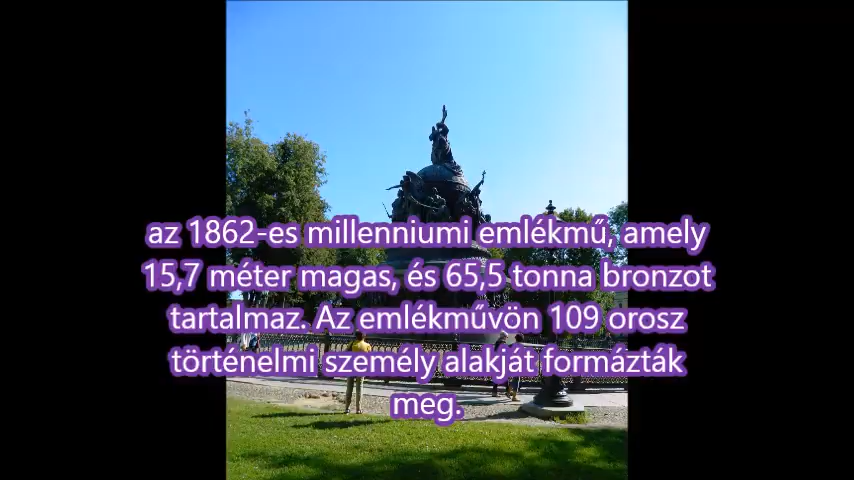 az 1862-es millenniumi emlékmű, amely
15,7 méter magas, és 65,5 tonna bronzot
tartalmaz. Az emlékművön 109 orosz
történelmi személy alakját formázták
meg.